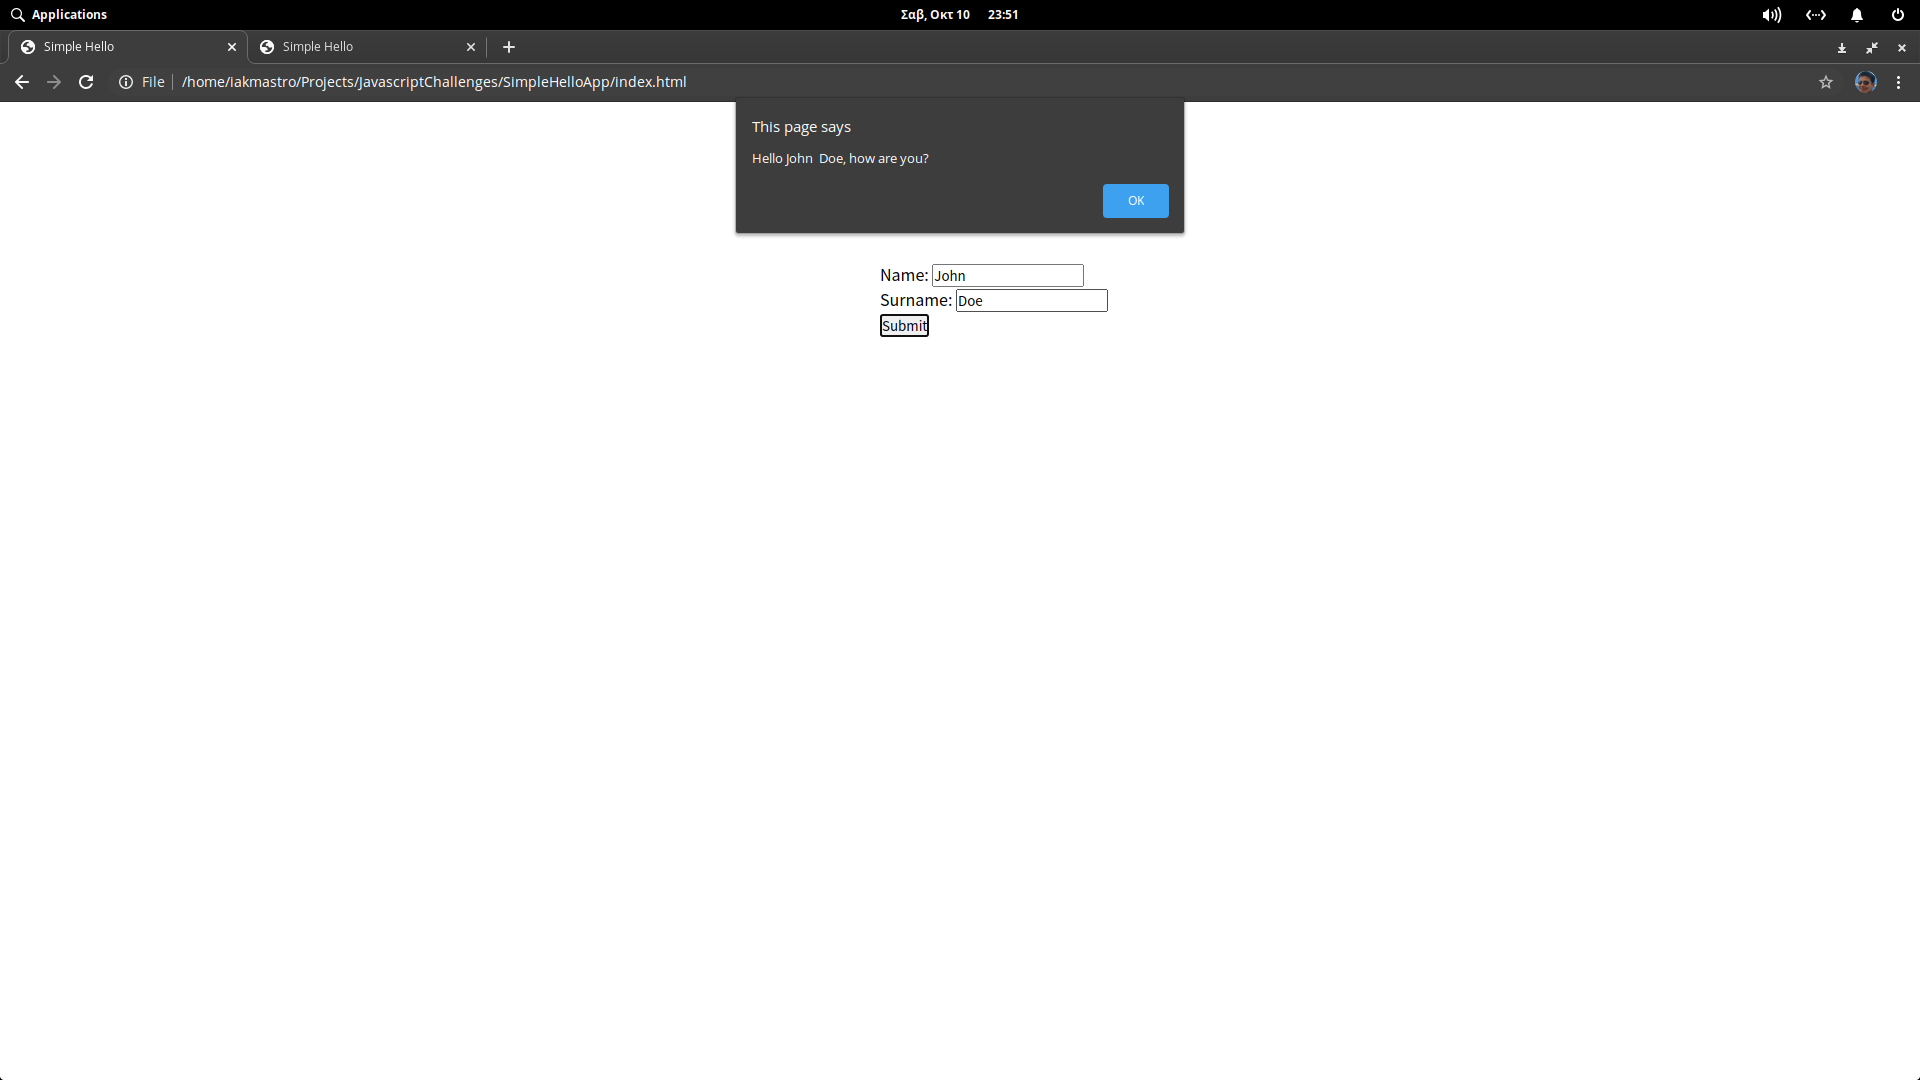 Applications Σαβ, Οκτ 10 23:51
Simple Hello Simple Hello
File /home/iakmastro/Projects/JavascriptChallenges/SimpleHelloApp/index.html
This page says
Hello John  Doe, how are you?
OK
Name: John
Surname: Doe
Submit